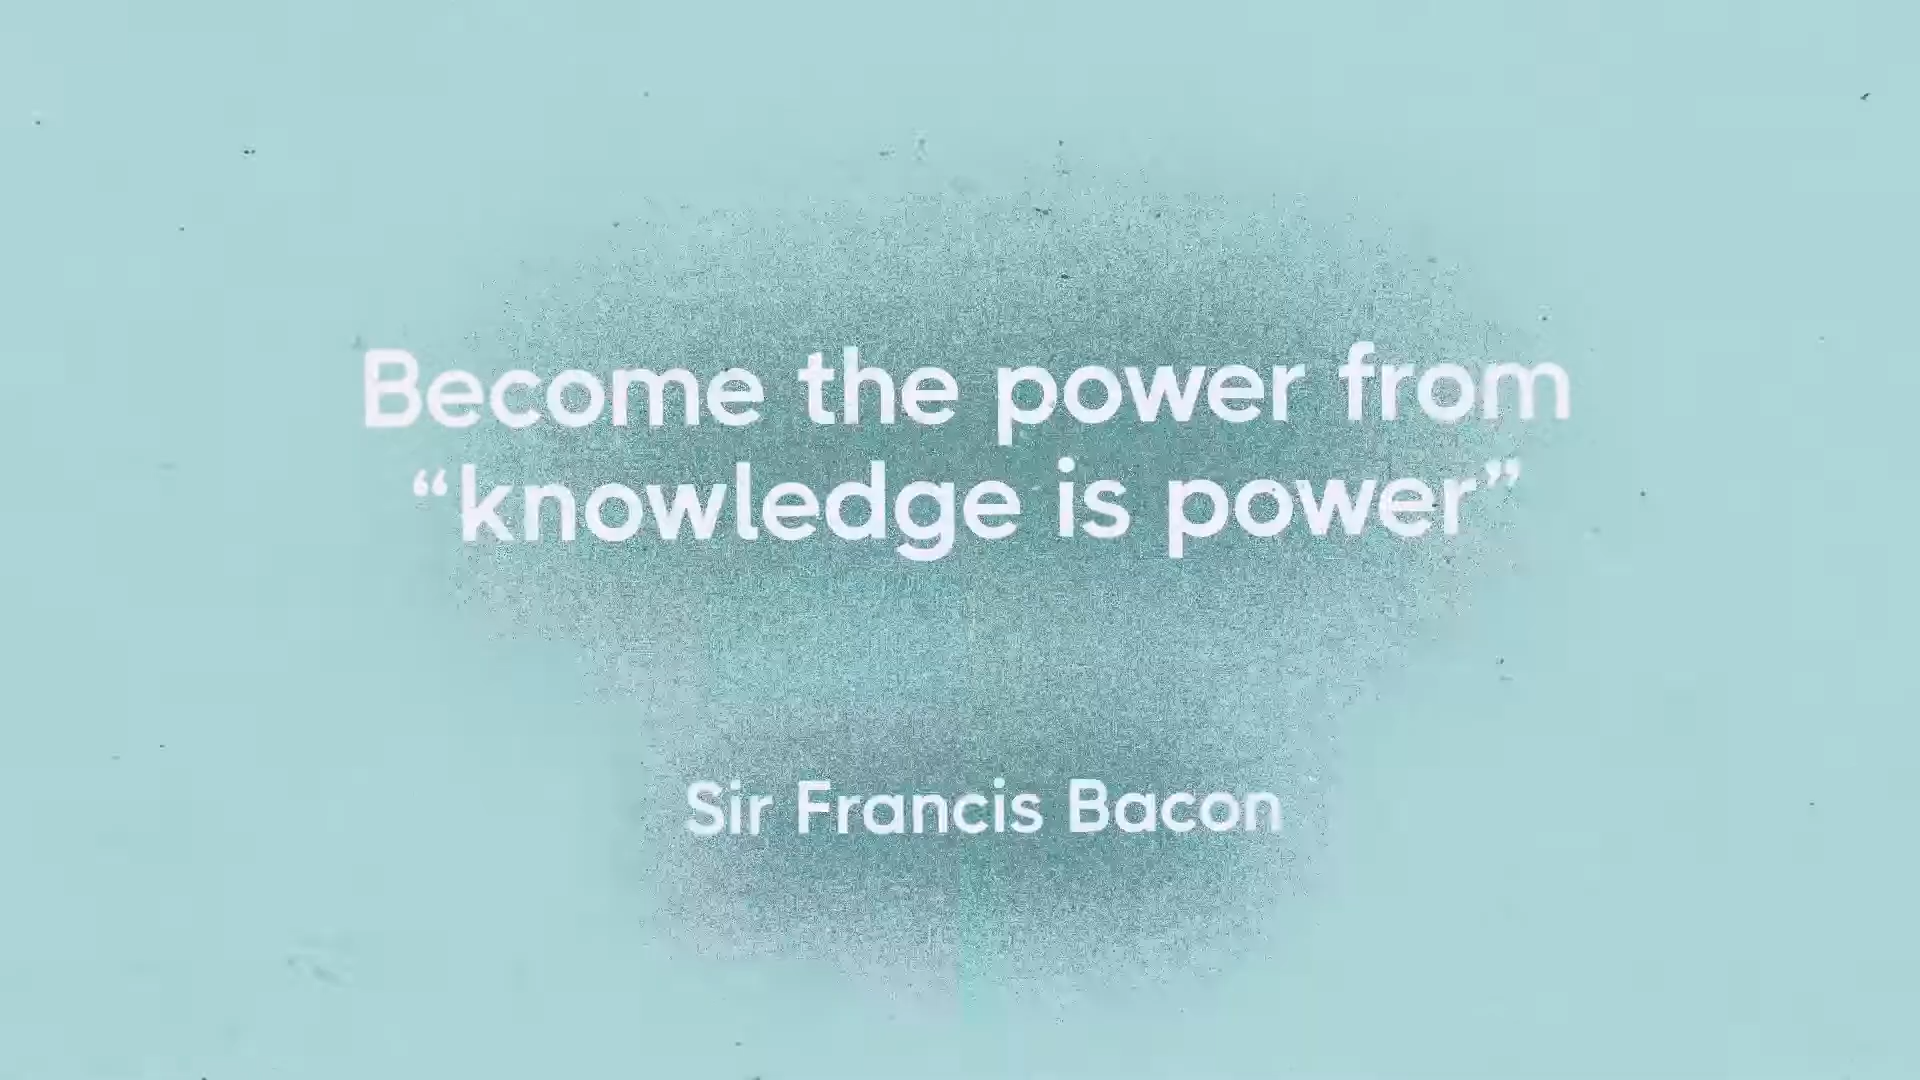 Become the power from
“knowledge is power”
Sir Francis Bacon